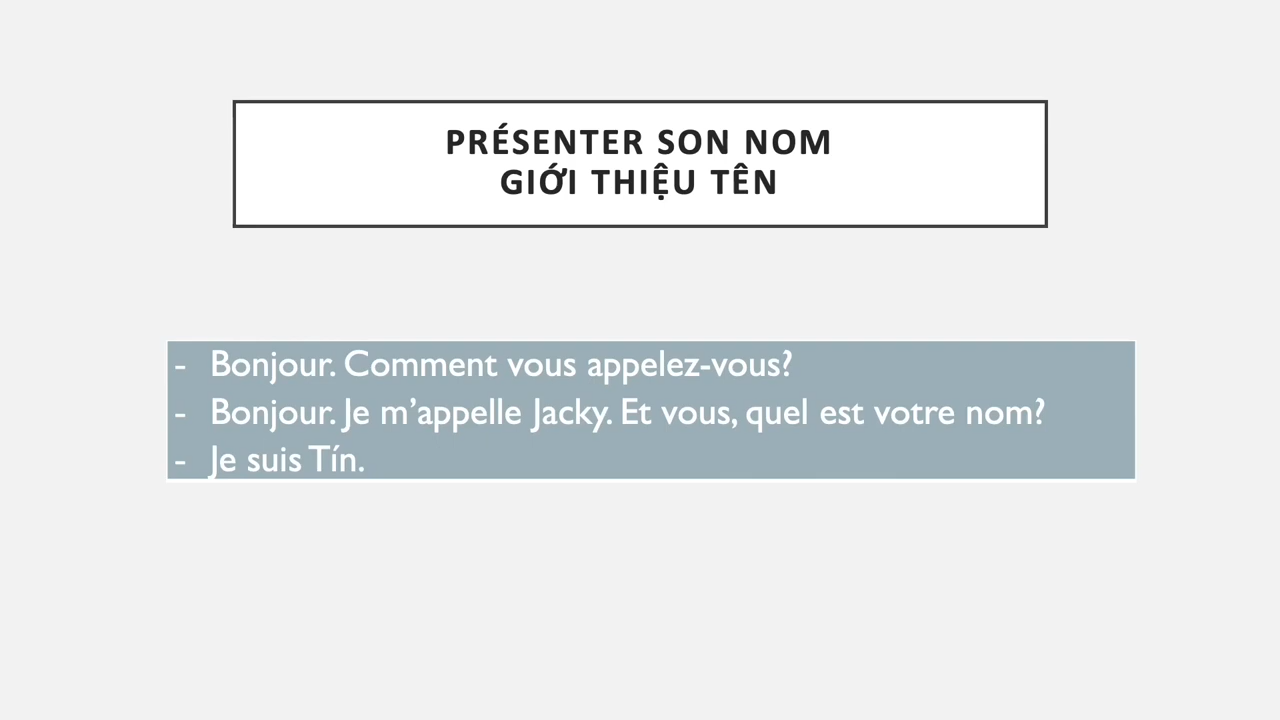 PRÉSENTER SON NOM
GIỚI THIỆU TÊN
- Bonjour. Comment vous appelez-vous?
- Bonjour. Je m’appelle Jacky. Et vous, quel est votre nom?
- Je suis Tín.